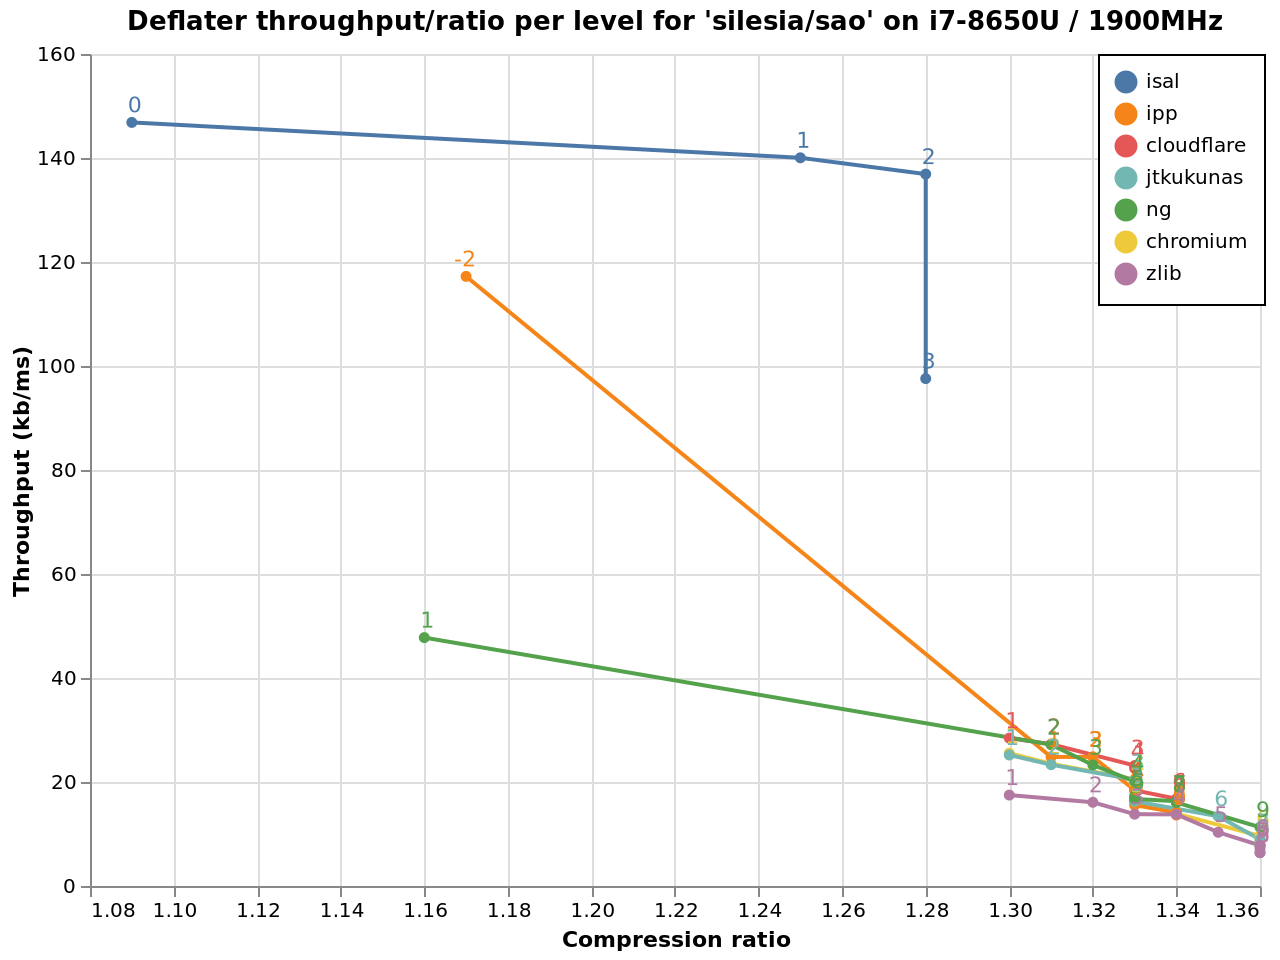 Deflater throughput/ratio per level for 'silesia/sao' on i7-8650U / 1900MHz
160
140
120
100
80
60
40
20
0
Throughput (kb/ms)
isal
ipp
cloudflare
jtkukunas
ng
chromium
zlib
0
1
2
3
-2
1
1
2
1
2
3
6
9
5
1.08 1.10 1.12 1.14 1.16 1.18 1.20 1.22 1.24 1.26 1.28 1.30 1.32 1.34 1.36
Compression ratio